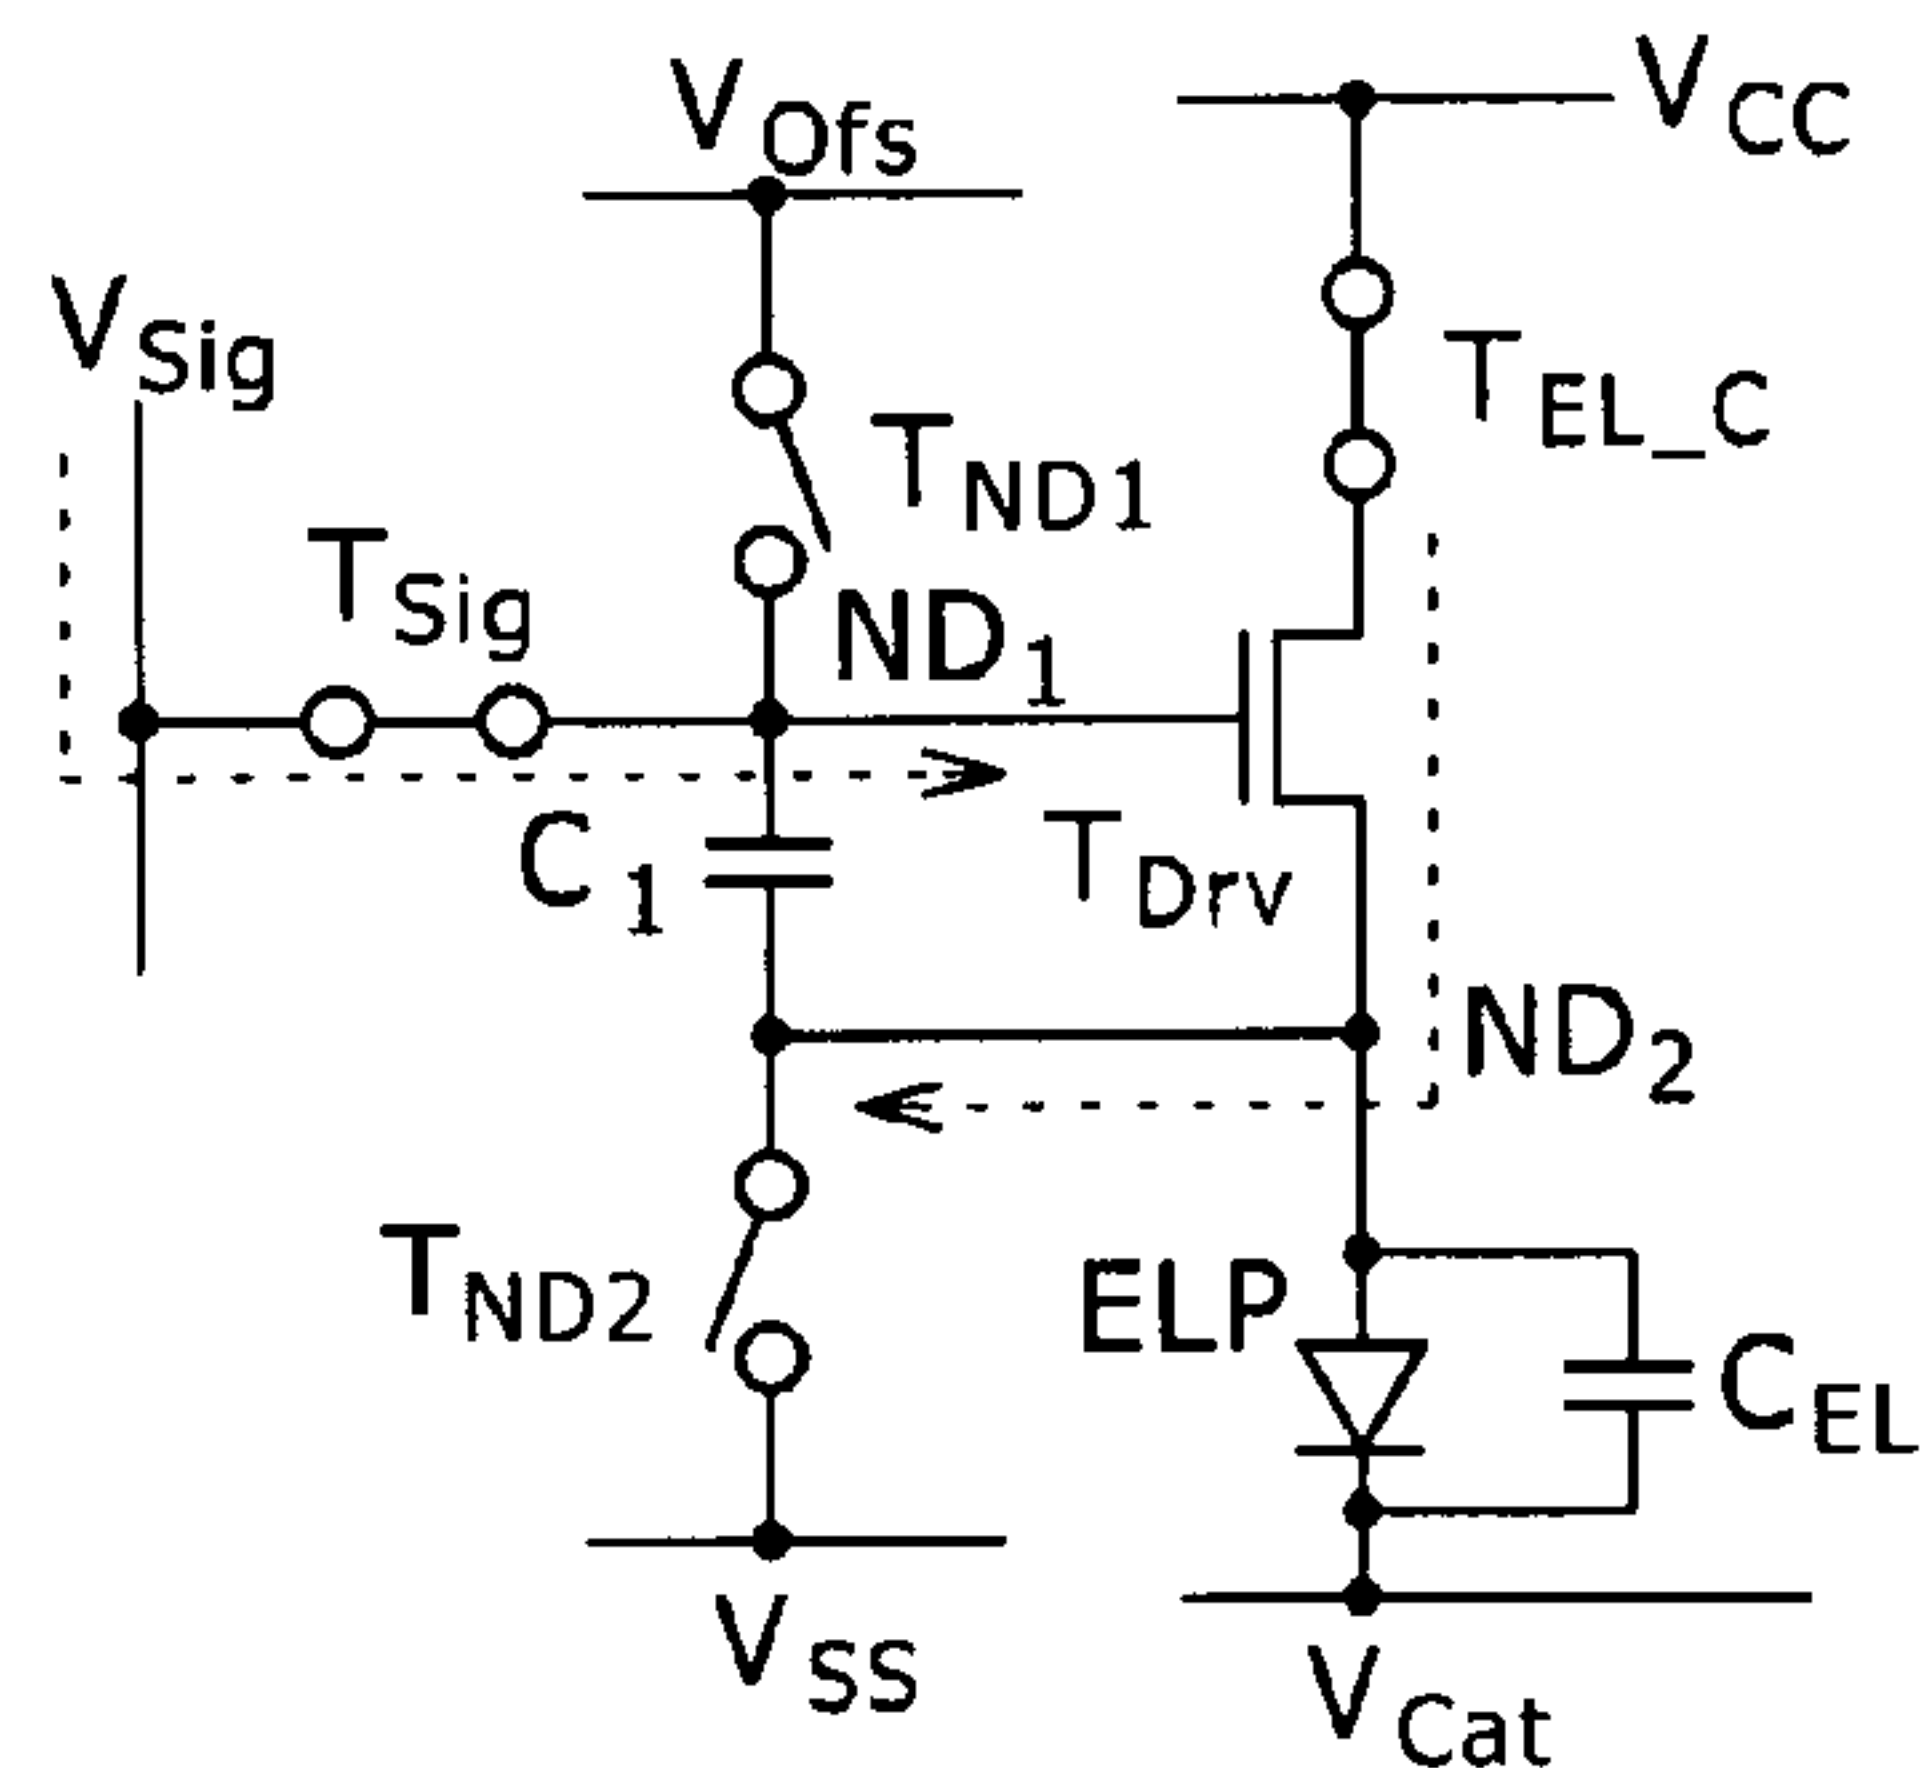 V_Ofs
V_CC
V_Sig
T_EL_C
T_ND1
T_Sig
ND_1
C_1
T_Drv
ND_2
T_ND2
ELP
C_EL
V_SS
V_Cat